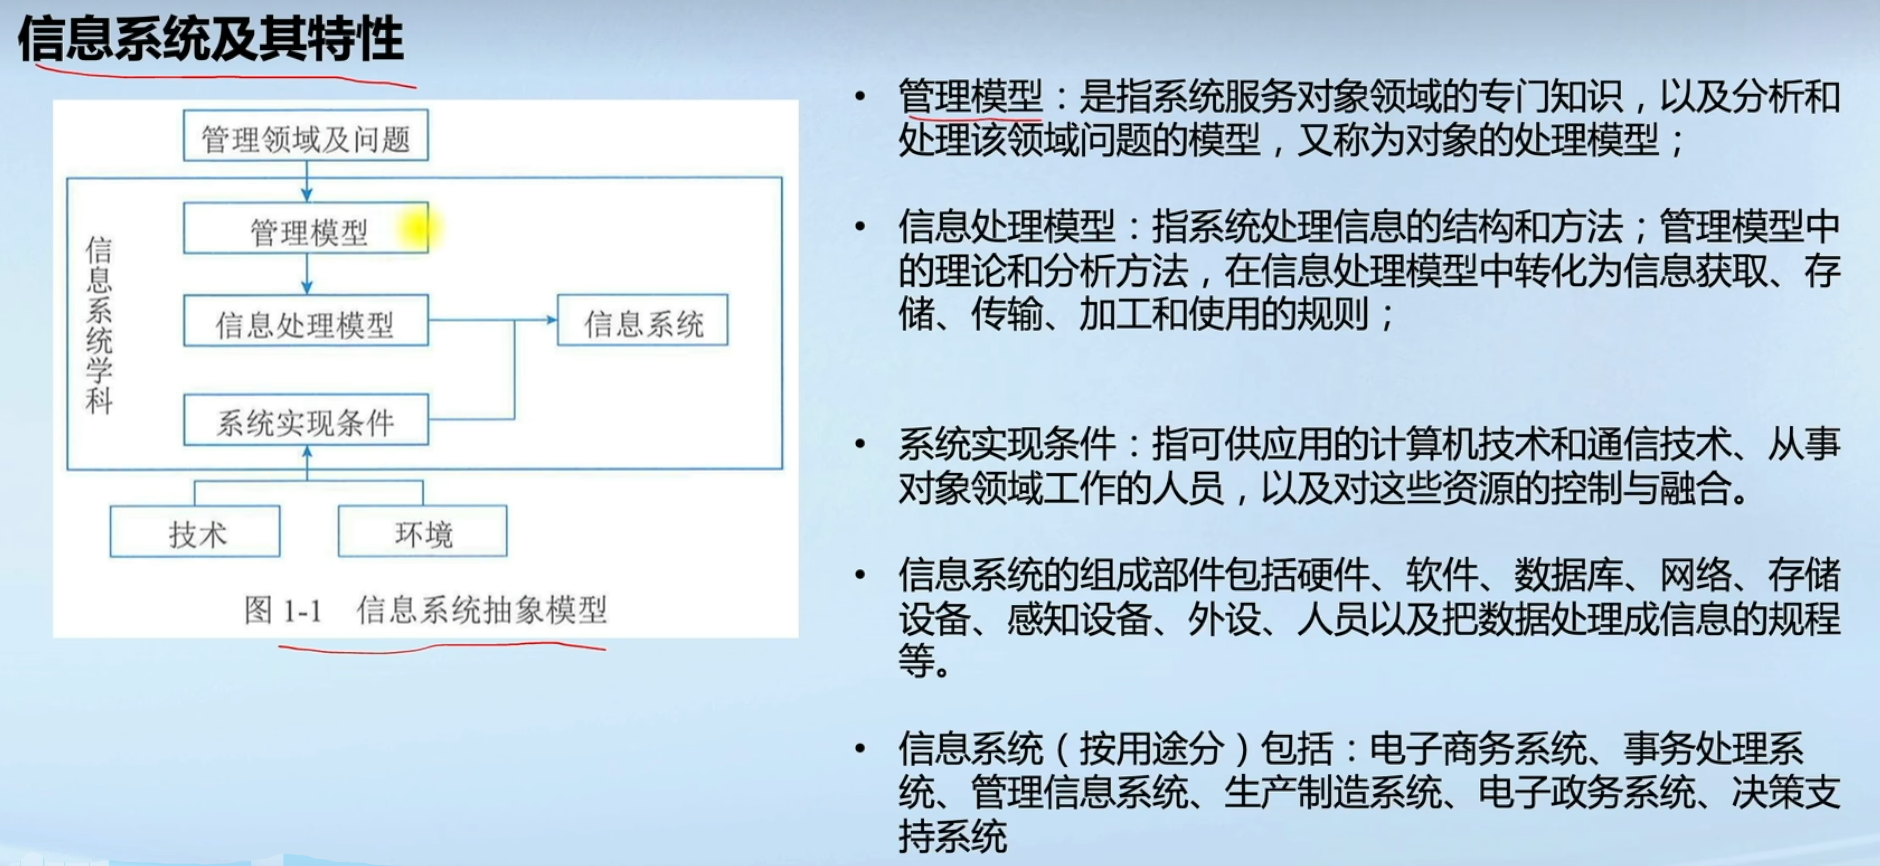 信息系统及其特性
管理领域及问题
管理模型
信息处理模型
信息系统
系统实现条件
信息系统学科
技术
环境
图 1-1 信息系统抽象模型
• 管理模型：是指系统服务对象领域的专门知识，以及分析和
处理该领域问题的模型，又称为对象的处理模型；
• 信息处理模型：指系统处理信息的结构和方法；管理模型中
的理论和分析方法，在信息处理模型中转化为信息获取、存
储、传输、加工和使用的规则；
• 系统实现条件：指可供应用的计算机技术和通信技术、从事
对象领域工作的人员，以及对这些资源的控制与融合。
• 信息系统的组成部件包括硬件、软件、数据库、网络、存储
设备、感知设备、外设、人员以及把数据处理成信息的规程
等。
• 信息系统（按用途分）包括：电子商务系统、事务处理系
统、管理信息系统、生产制造系统、电子政务系统、决策支
持系统